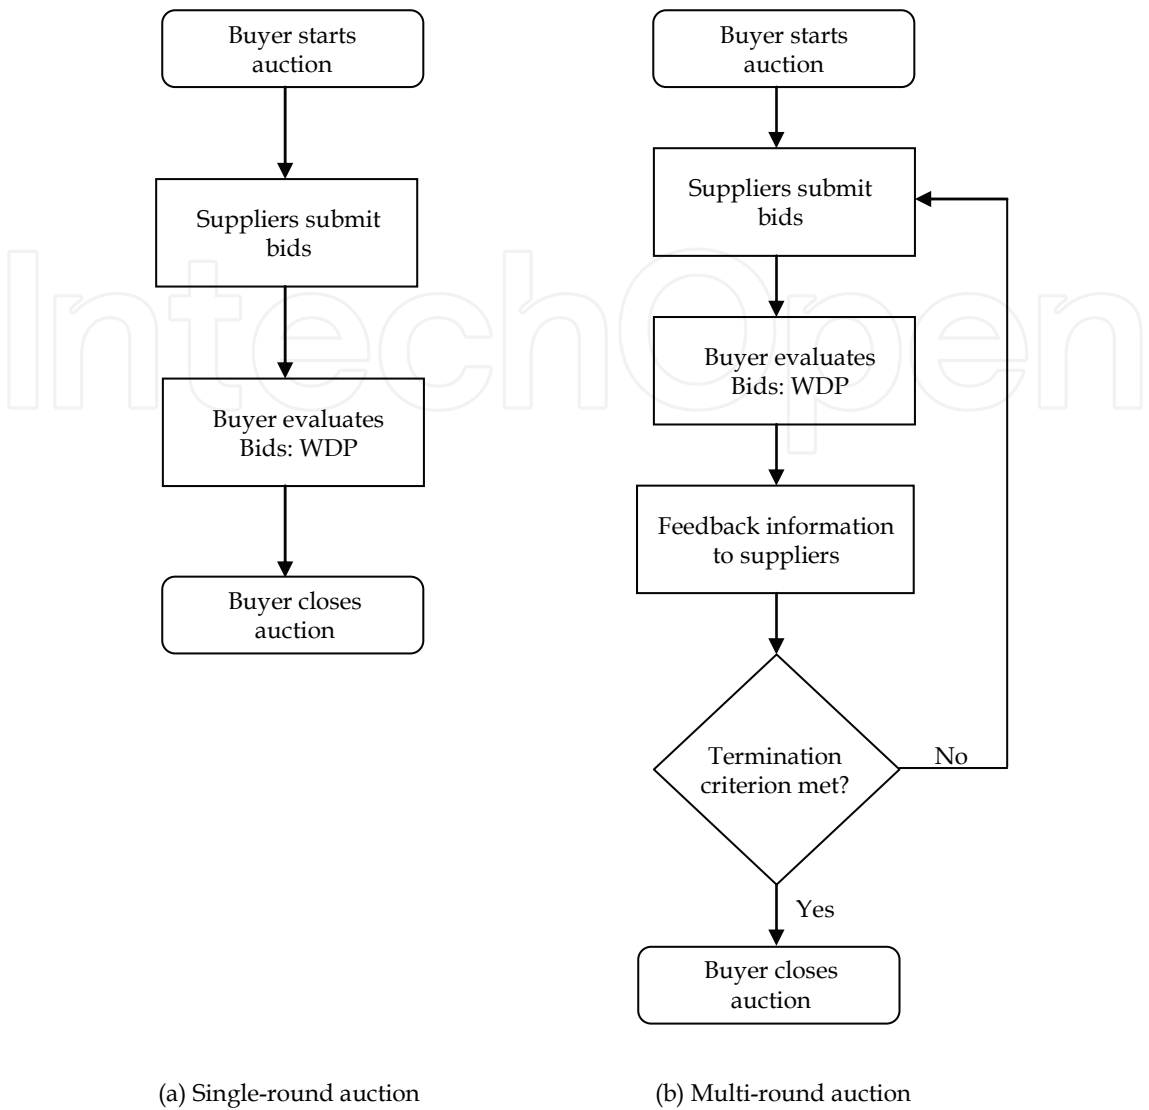 Buyer starts
auction
Suppliers submit
bids
Buyer evaluates
Bids: WDP
Buyer closes
auction
(a) Single-round auction
Buyer starts
auction
Suppliers submit
bids
Buyer evaluates
Bids: WDP
Feedback information
to suppliers
Termination
criterion met?
No
Yes
Buyer closes
auction
(b) Multi-round auction
IntechOpen